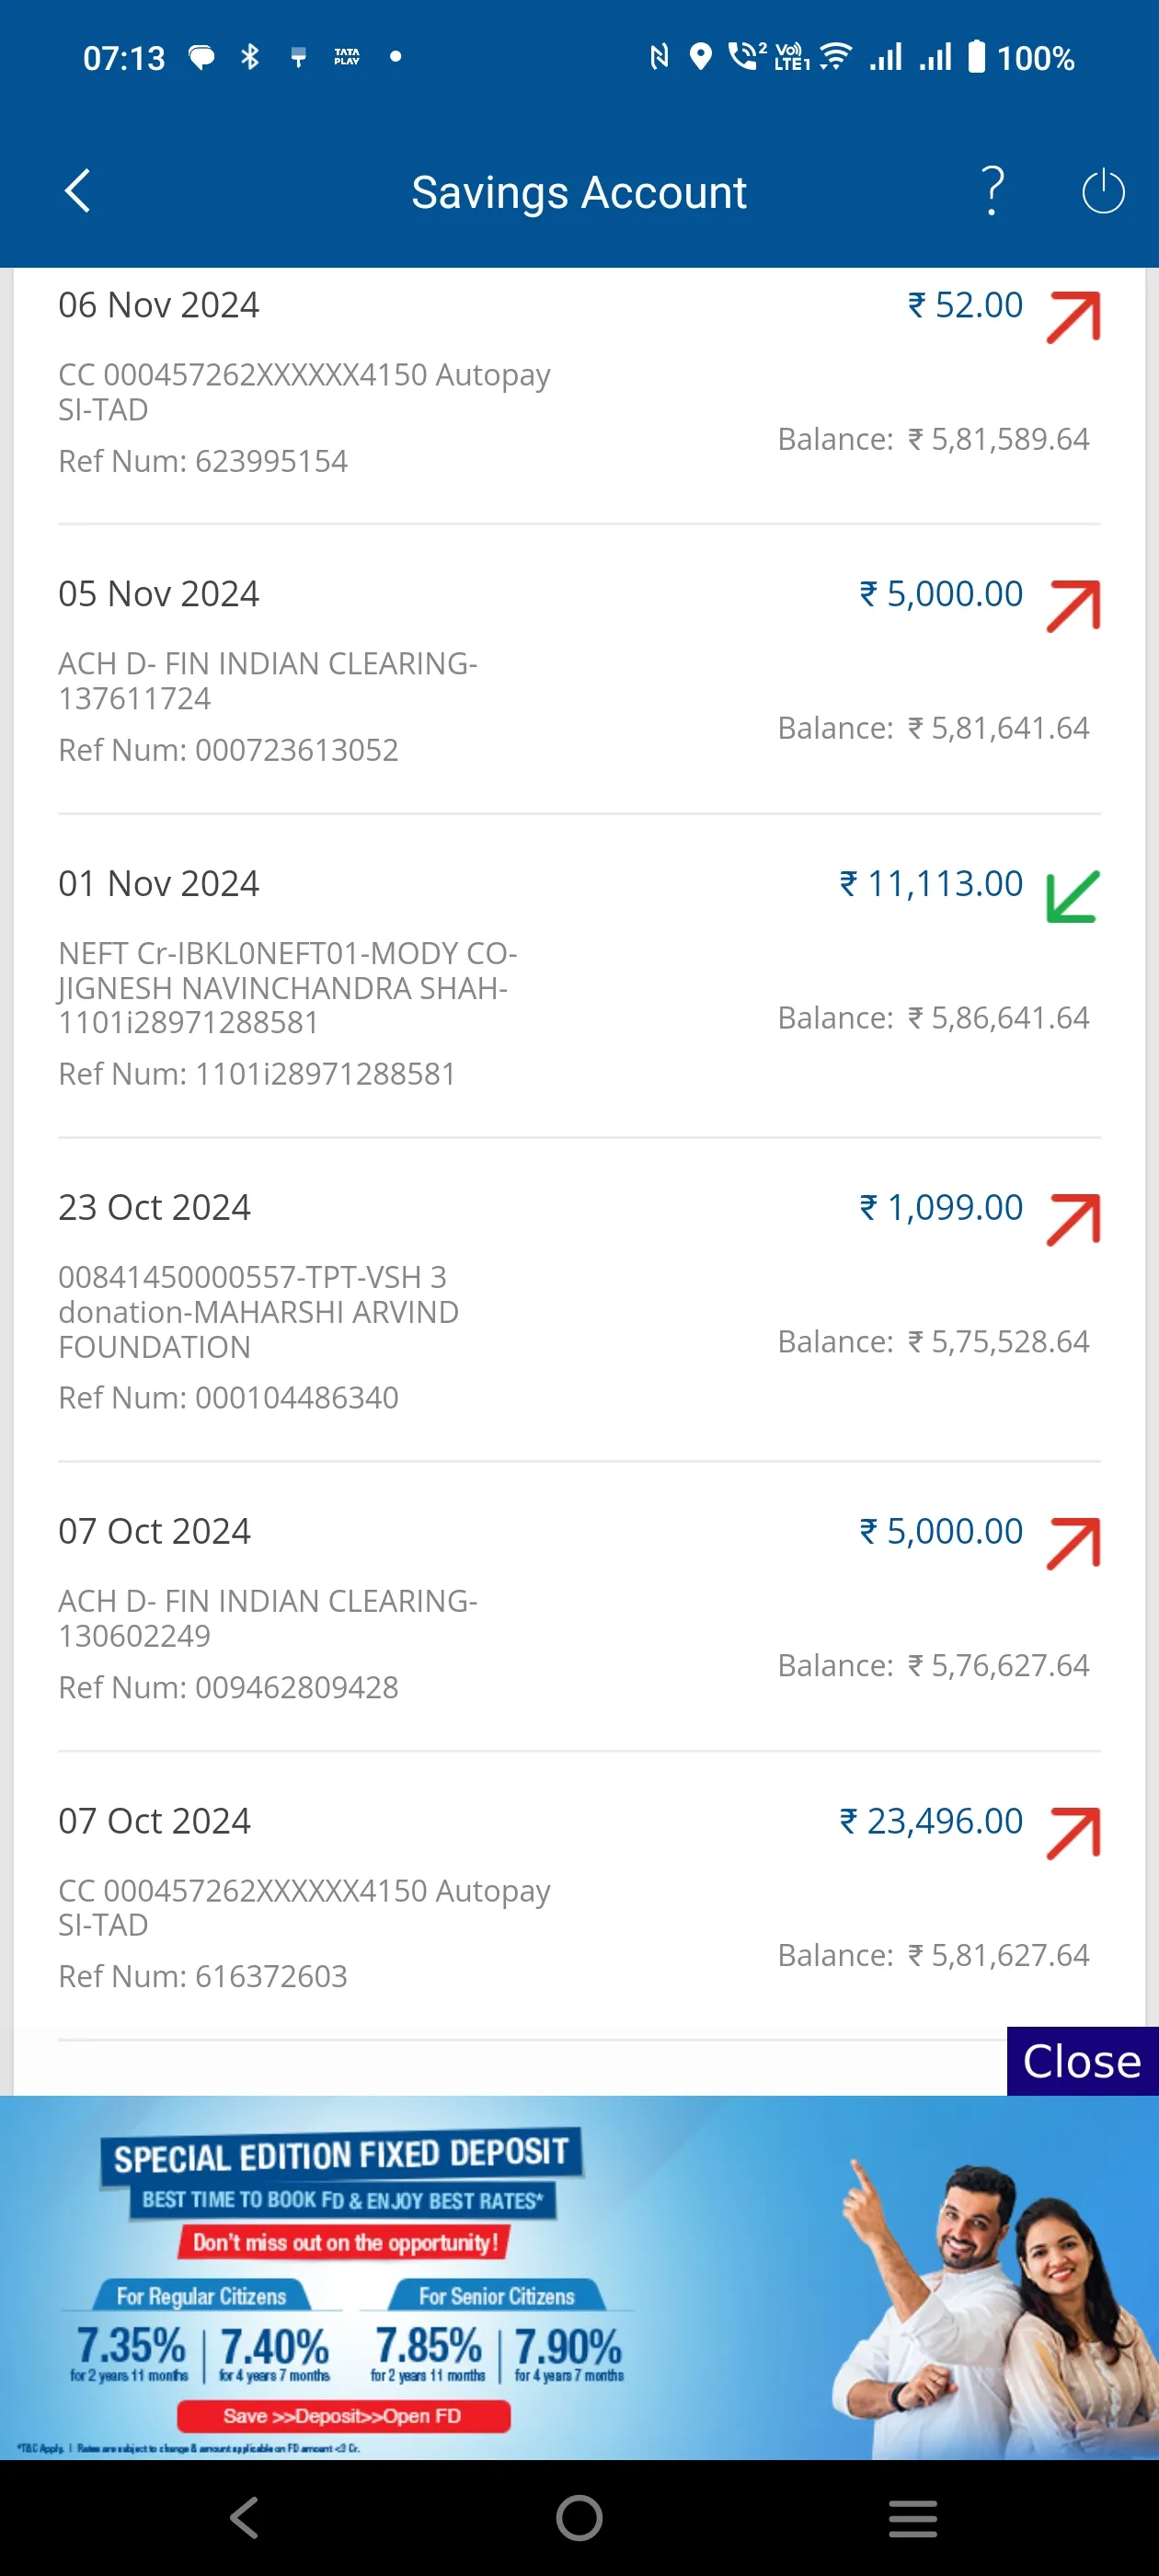 07:13 TATA PLAY 2 Vo) LTE1 100%
Savings Account ?
06 Nov 2024 ₹ 52.00
CC 000457262XXXXXX4150 Autopay
SI-TAD
Balance: ₹ 5,81,589.64
Ref Num: 623995154
05 Nov 2024 ₹ 5,000.00
ACH D- FIN INDIAN CLEARING-
137611724
Balance: ₹ 5,81,641.64
Ref Num: 000723613052
01 Nov 2024 ₹ 11,113.00
NEFT Cr-IBKL0NEFT01-MODY CO-
JIGNESH NAVINCHANDRA SHAH-
1101i28971288581
Balance: ₹ 5,86,641.64
Ref Num: 1101i28971288581
23 Oct 2024 ₹ 1,099.00
00841450000557-TPT-VSH 3
donation-MAHARSHI ARVIND
FOUNDATION
Balance: ₹ 5,75,528.64
Ref Num: 000104486340
07 Oct 2024 ₹ 5,000.00
ACH D- FIN INDIAN CLEARING-
130602249
Balance: ₹ 5,76,627.64
Ref Num: 009462809428
07 Oct 2024 ₹ 23,496.00
CC 000457262XXXXXX4150 Autopay
SI-TAD
Balance: ₹ 5,81,627.64
Ref Num: 616372603
Close
SPECIAL EDITION FIXED DEPOSIT
BEST TIME TO BOOK FD & ENJOY BEST RATES*
Don't miss out on the opportunity!
For Regular Citizens For Senior Citizens
7.35% 7.40% 7.85% 7.90%
for 2 years 11 months for 4 years 7 months for 2 years 11 months for 4 years 7 months
Save >>Deposit>>Open FD
*T&C Apply. | Rates are subject to change & amount applicable on FD amount <3 Cr.